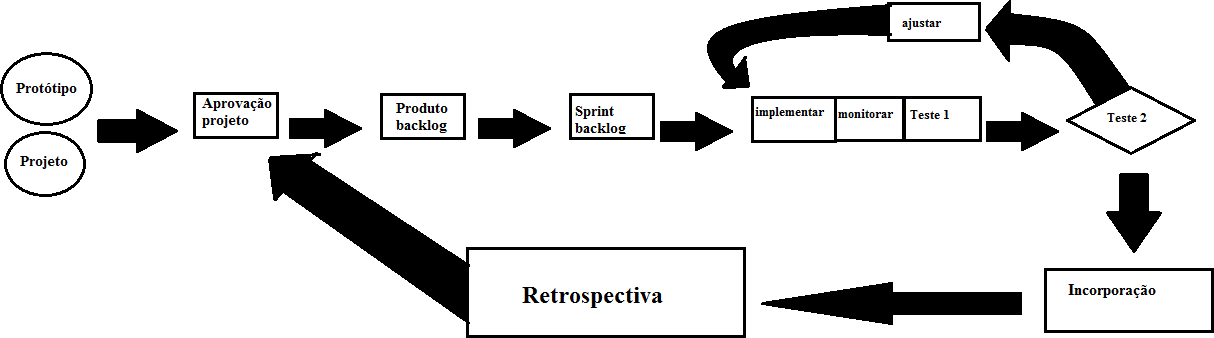 Protótipo
Projeto
Aprovação
projeto
Produto
backlog
Sprint
backlog
implementar
monitorar
Teste 1
ajustar
Teste 2
Incorporação
Retrospectiva